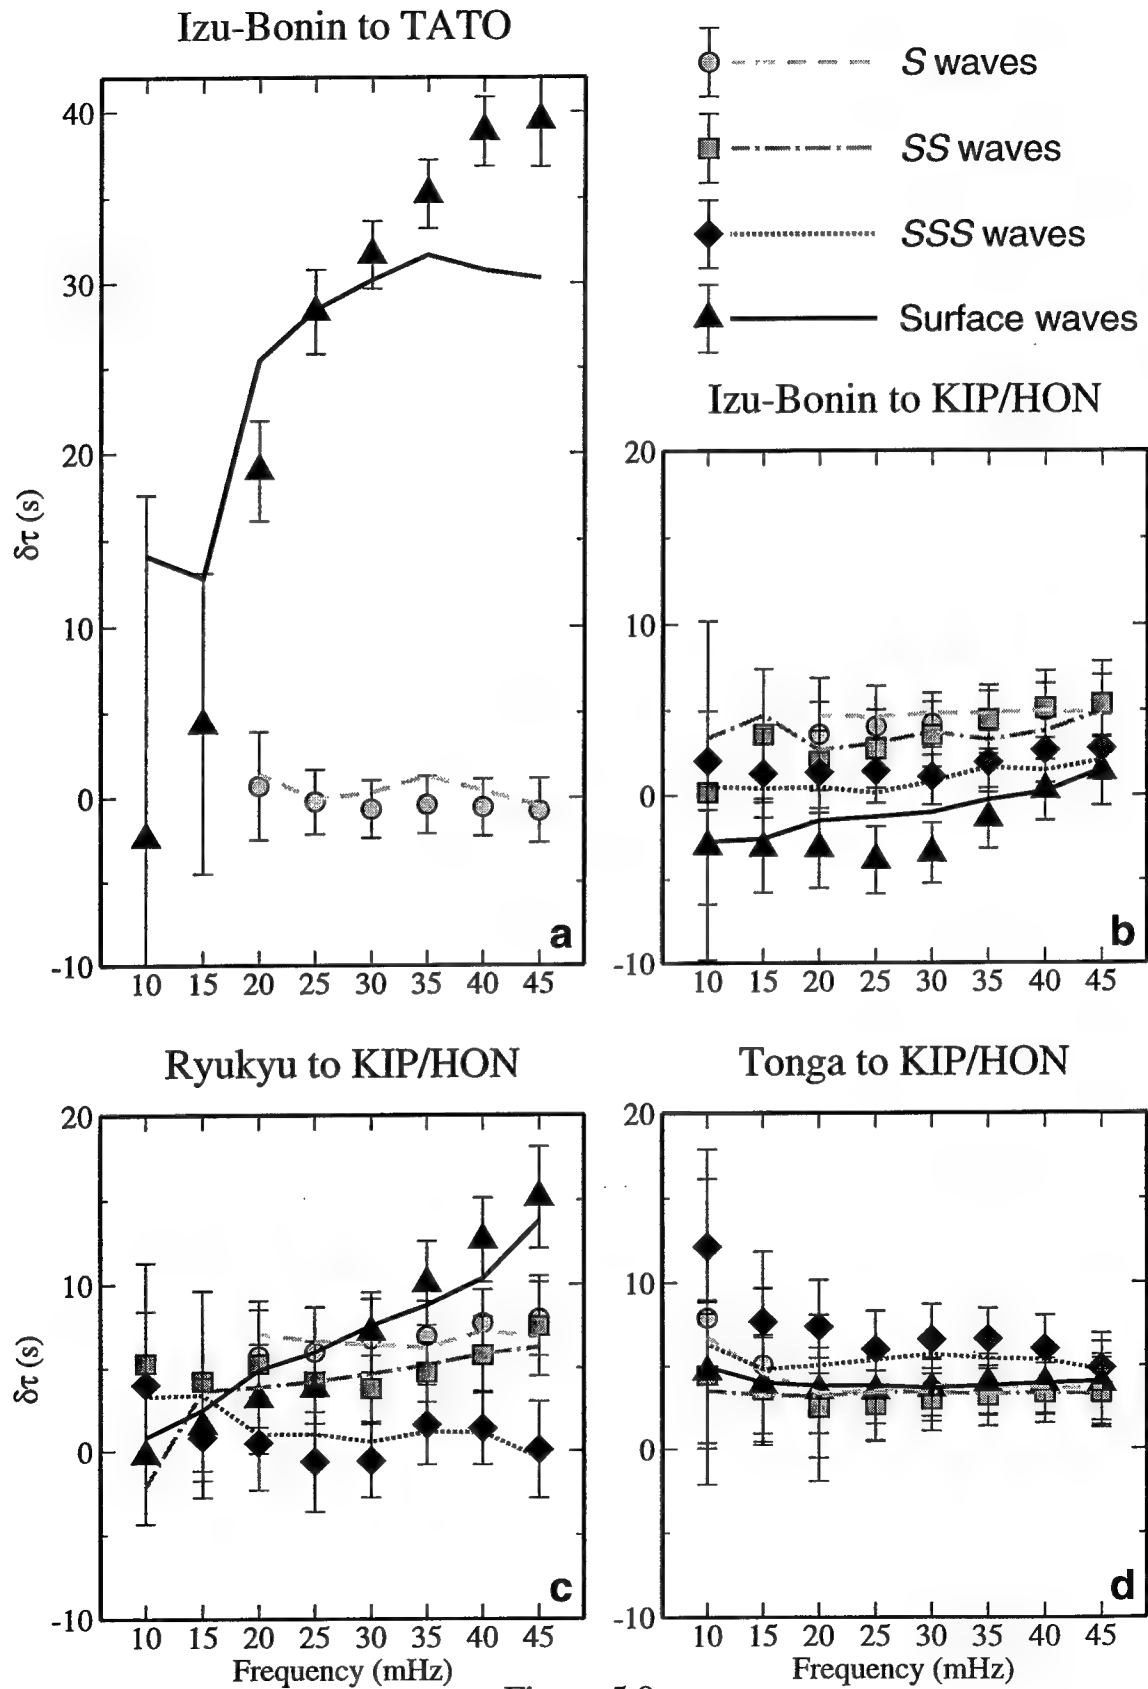 Izu-Bonin to TATO
S waves
SS waves
SSS waves
Surface waves
40
30
20
10
0
-10
δτ (s)
10 15 20 25 30 35 40 45
a
Izu-Bonin to KIP/HON
20
10
0
-10
10 15 20 25 30 35 40 45
b
Ryukyu to KIP/HON
20
10
0
-10
δτ (s)
10 15 20 25 30 35 40 45
Frequency (mHz)
c
Tonga to KIP/HON
20
10
0
-10
10 15 20 25 30 35 40 45
Frequency (mHz)
d